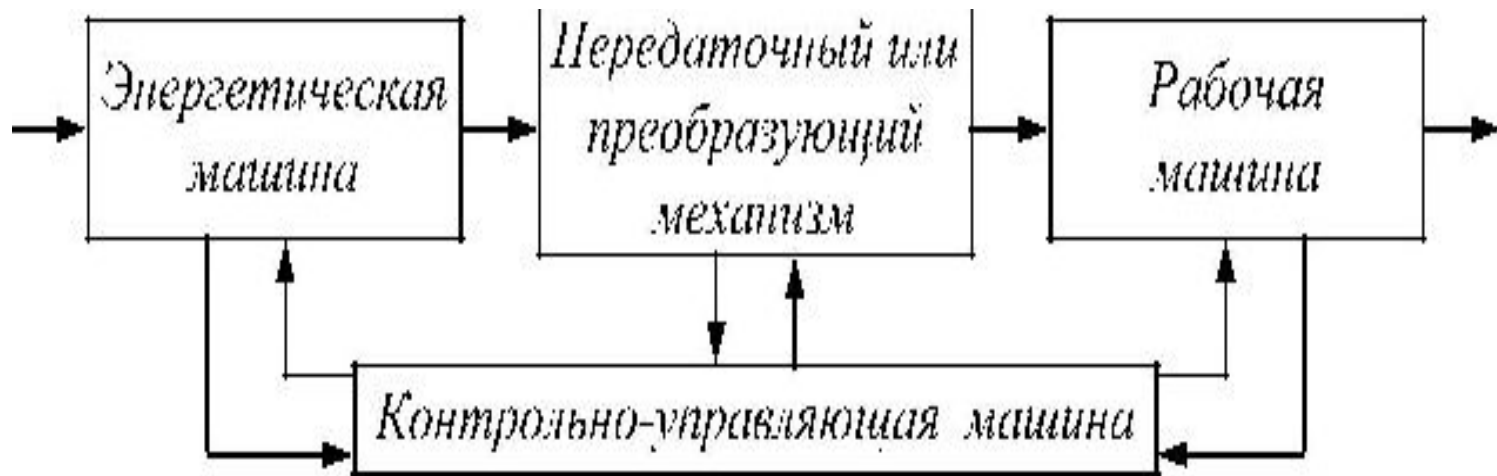 Энергетическая
машина
Передаточный или
преобразующий
механизм
Рабочая
машина
Контрольно-управляющая машина